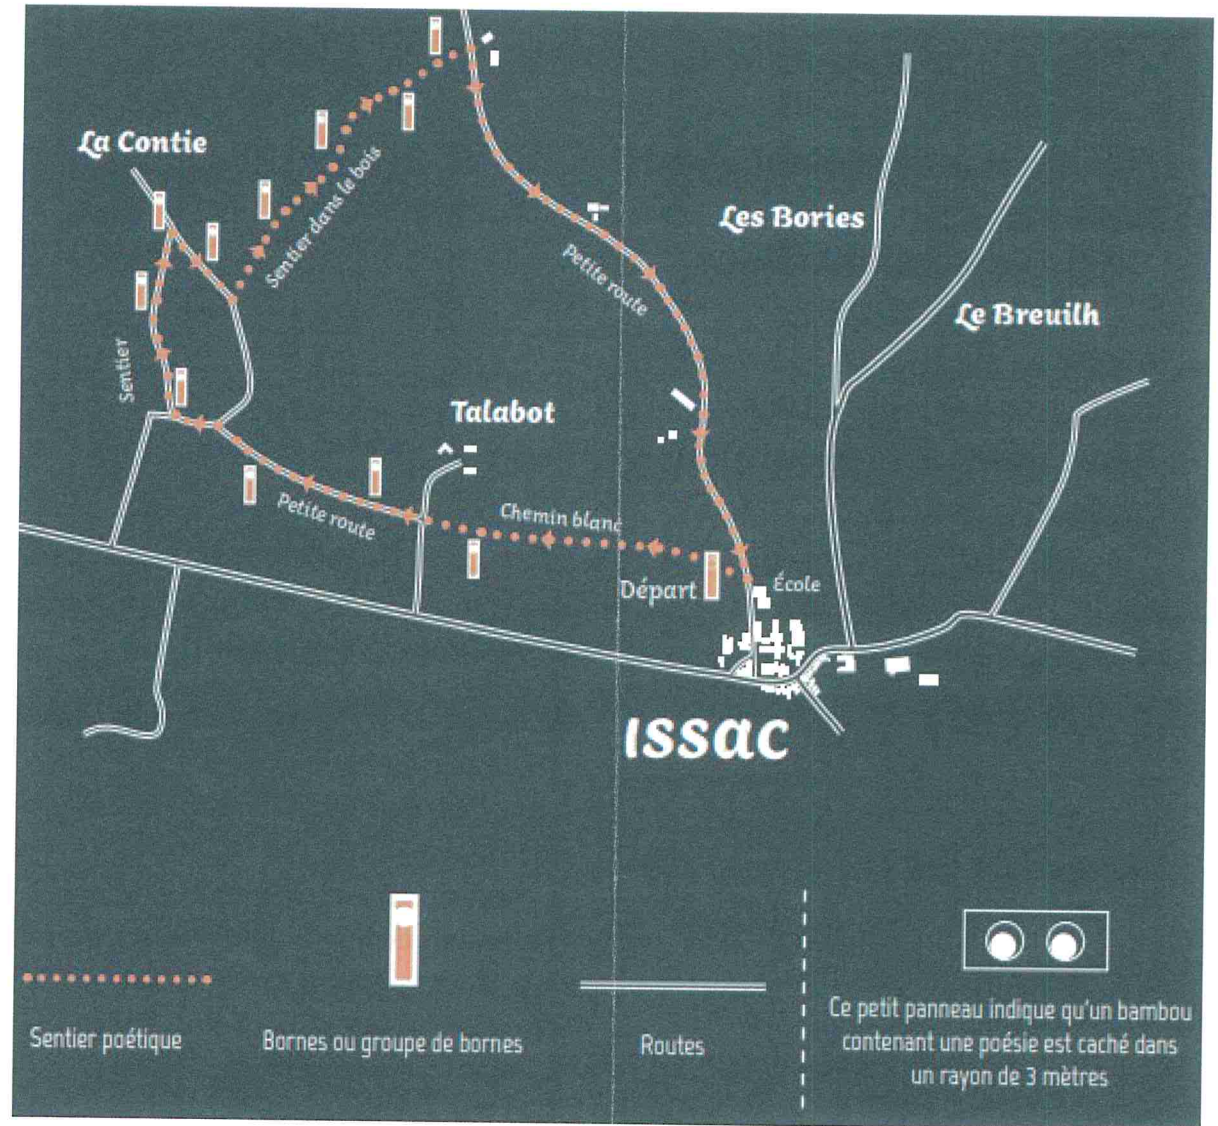 La Contie
Sentier dans le bois
Les Bories
Petite route
Le Breuilh
Sentier
Talabot
Petite route
Chemin blanc
Départ
École
ISSAC
Sentier poétique
Bornes ou groupe de bornes
Routes
Ce petit panneau indique qu'un bambou
contenant une poésie est caché dans
un rayon de 3 mètres